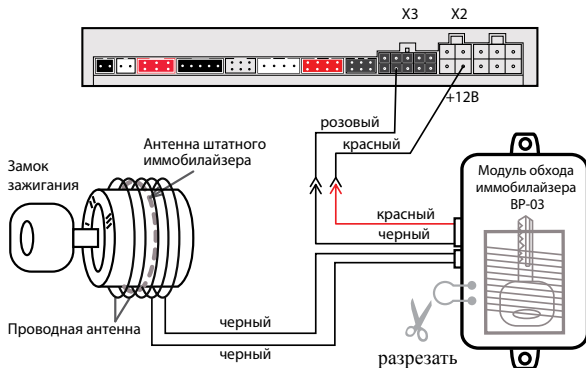 X3
X2
+12В
розовый
красный
Антенна штатного
иммобилайзера
Замок
зажигания
Модуль обхода
иммобилайзера
BP-03
красный
черный
Проводная антенна
черный
черный
разрезать